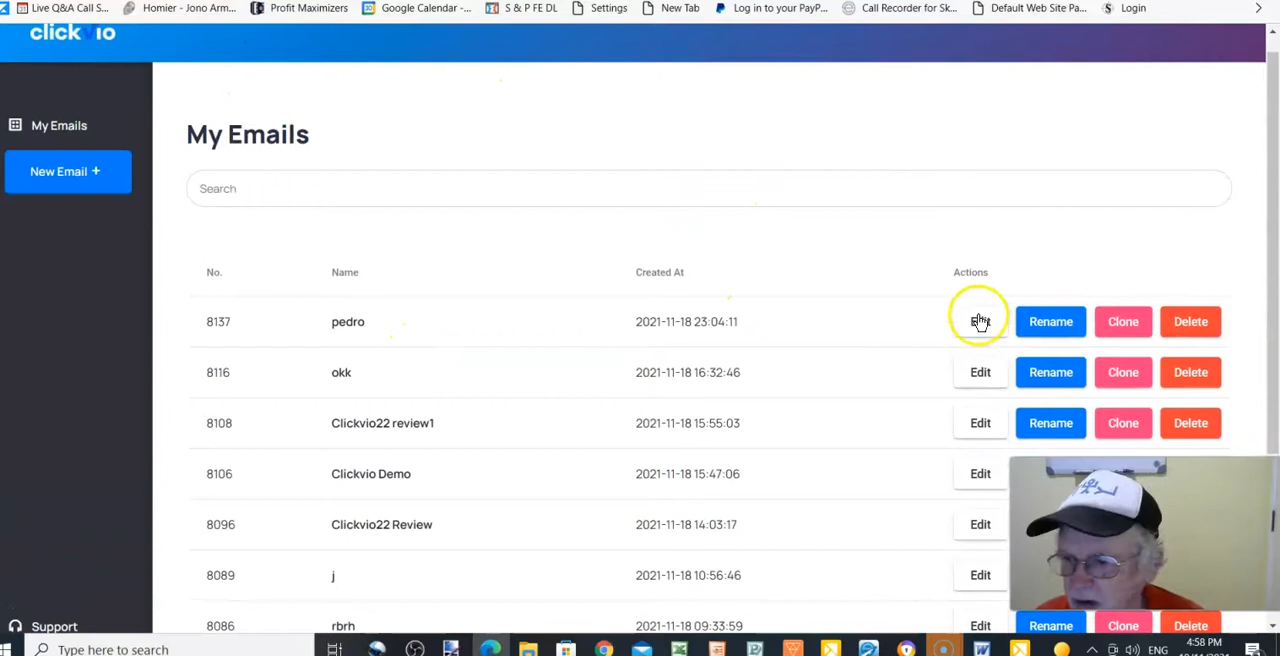 Live Q&A Call S... Homier - Jono Arm... Profit Maximizers Google Calendar -... S & P FE DL Settings New Tab Log in to your PayP... Call Recorder for Sk... Default Web Site Pa... Login
clickvio
My Emails
New Email +
My Emails
Search
No. Name Created At Actions
8137 pedro 2021-11-18 23:04:11 Edit Rename Clone Delete
8116 okk 2021-11-18 16:32:46 Edit Rename Clone Delete
8108 Clickvio22 review1 2021-11-18 15:55:03 Edit Rename Clone Delete
8106 Clickvio Demo 2021-11-18 15:47:06 Edit
8096 Clickvio22 Review 2021-11-18 14:03:17 Edit
8089 j 2021-11-18 10:56:46 Edit
8086 rbrh 2021-11-18 09:33:59 Edit Rename Clone Delete
Support
Type here to search
ENG
4:58 PM